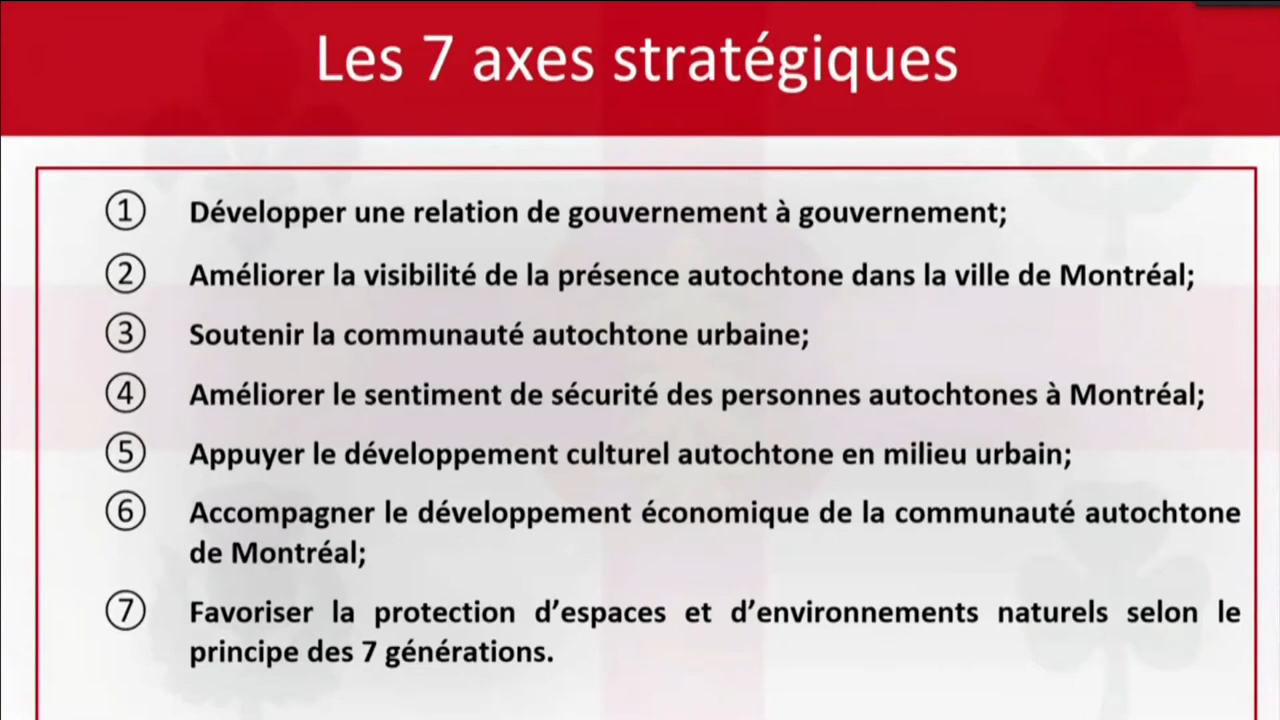 Les 7 axes stratégiques
① Développer une relation de gouvernement à gouvernement;
② Améliorer la visibilité de la présence autochtone dans la ville de Montréal;
③ Soutenir la communauté autochtone urbaine;
④ Améliorer le sentiment de sécurité des personnes autochtones à Montréal;
⑤ Appuyer le développement culturel autochtone en milieu urbain;
⑥ Accompagner le développement économique de la communauté autochtone
de Montréal;
⑦ Favoriser la protection d’espaces et d’environnements naturels selon le
principe des 7 générations.